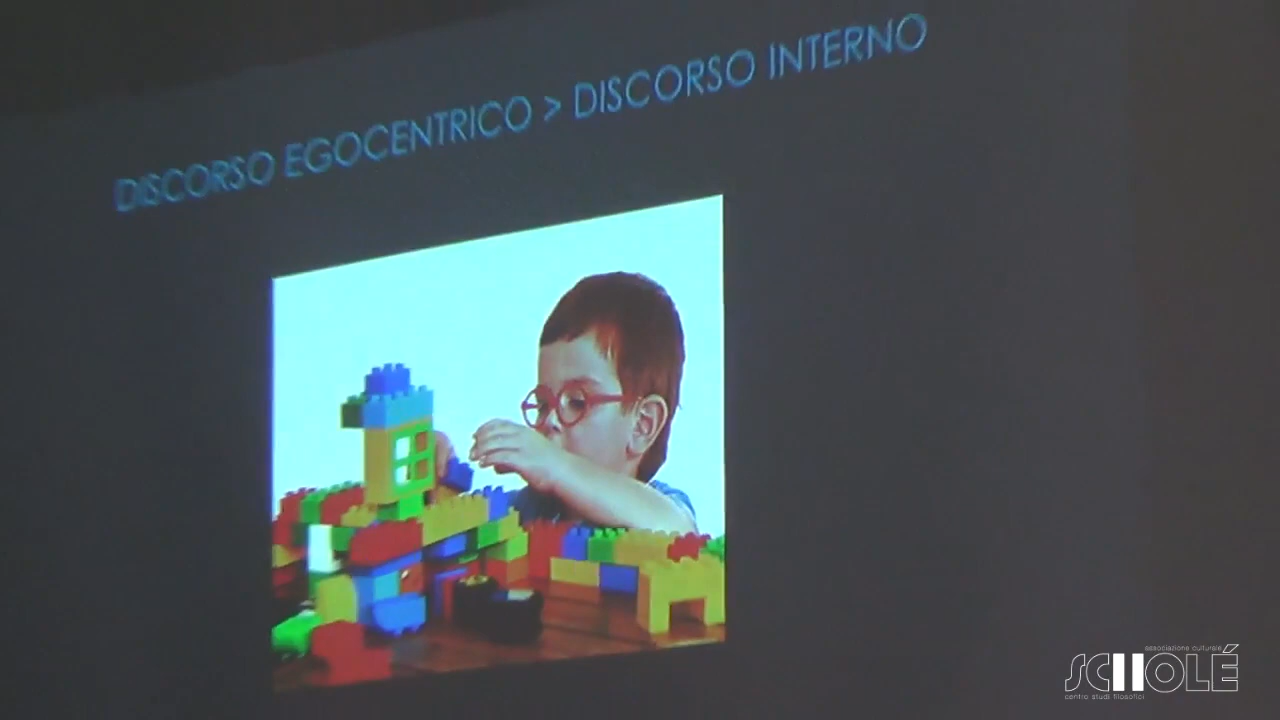 DISCORSO EGOCENTRICO > DISCORSO INTERNO
associazione culturale
SCHOLÉ
centro studi filosofici